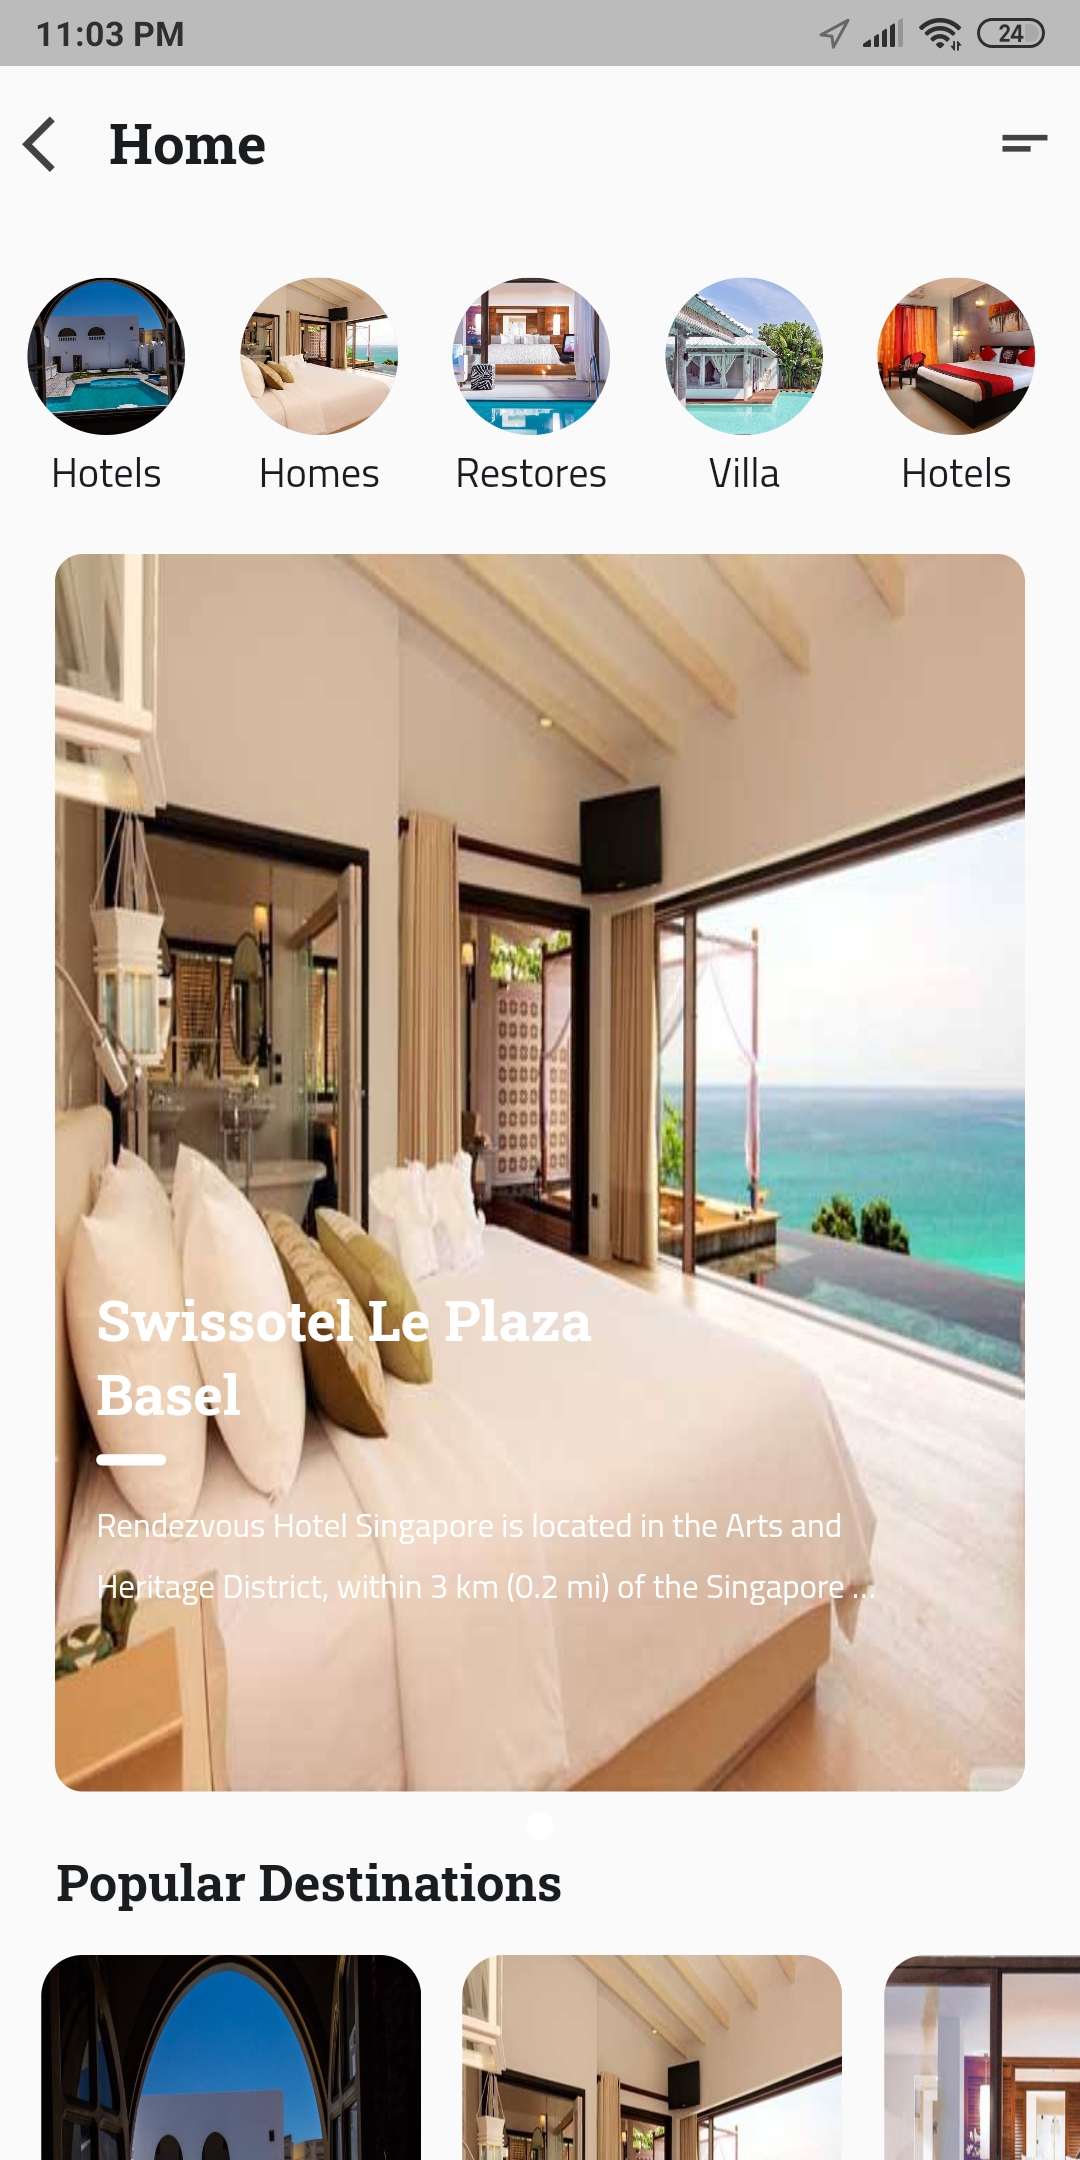 11:03 PM
24
Home
Hotels
Homes
Restores
Villa
Hotels
Swissotel Le Plaza
Basel
Rendezvous Hotel Singapore is located in the Arts and
Heritage District, within 3 km (0.2 mi) of the Singapore ...
Popular Destinations